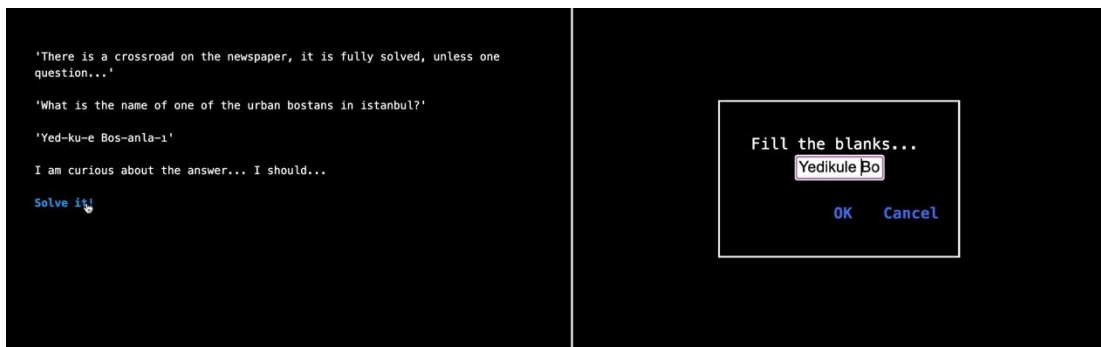 'There is a crossroad on the newspaper, it is fully solved, unless one
question...'
'What is the name of one of the urban bostans in istanbul?'
'Yed-ku-e Bos-anla-ı'
I am curious about the answer... I should...
Solve it!
Fill the blanks...
Yedikule Bo
OK Cancel